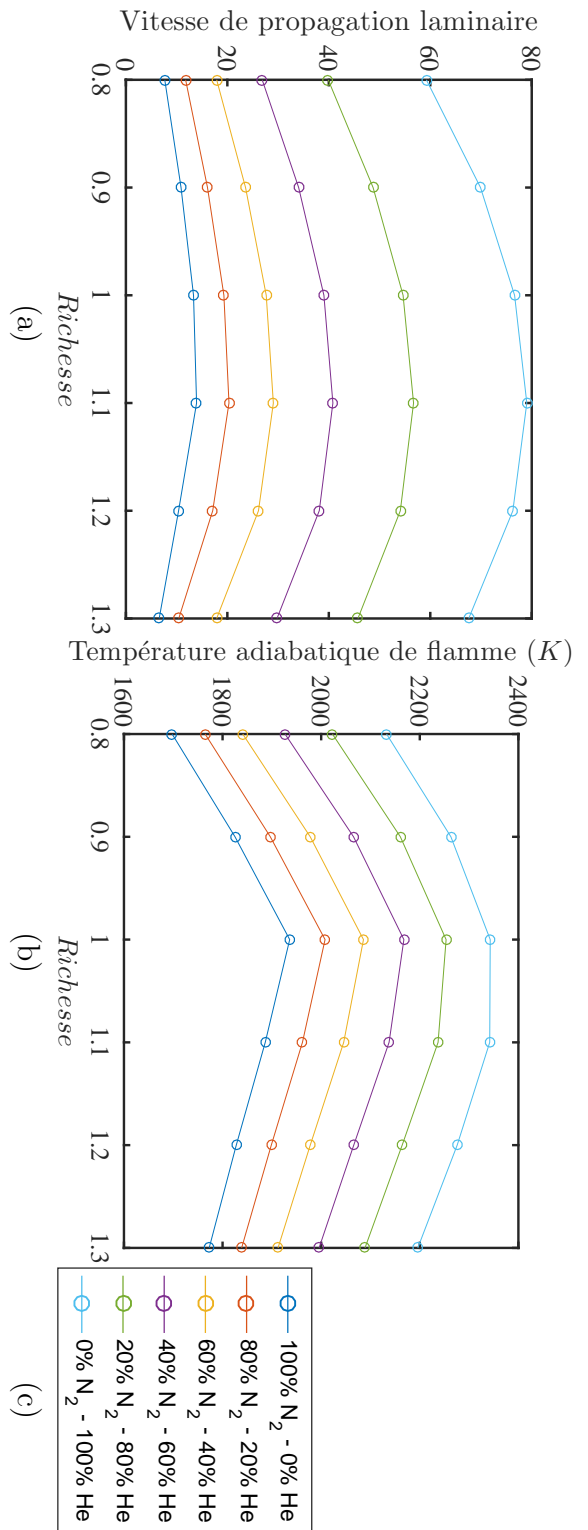 Vitesse de propagation laminaire
80
60
40
20
0
0.8
0.9
1
1.1
1.2
1.3
Richesse
(a)
Température adiabatique de flamme (K)
2400
2200
2000
1800
1600
0.8
0.9
1
1.1
1.2
1.3
Richesse
(b)
100% N2 - 0% He
80% N2 - 20% He
60% N2 - 40% He
40% N2 - 60% He
20% N2 - 80% He
0% N2 - 100% He
(c)